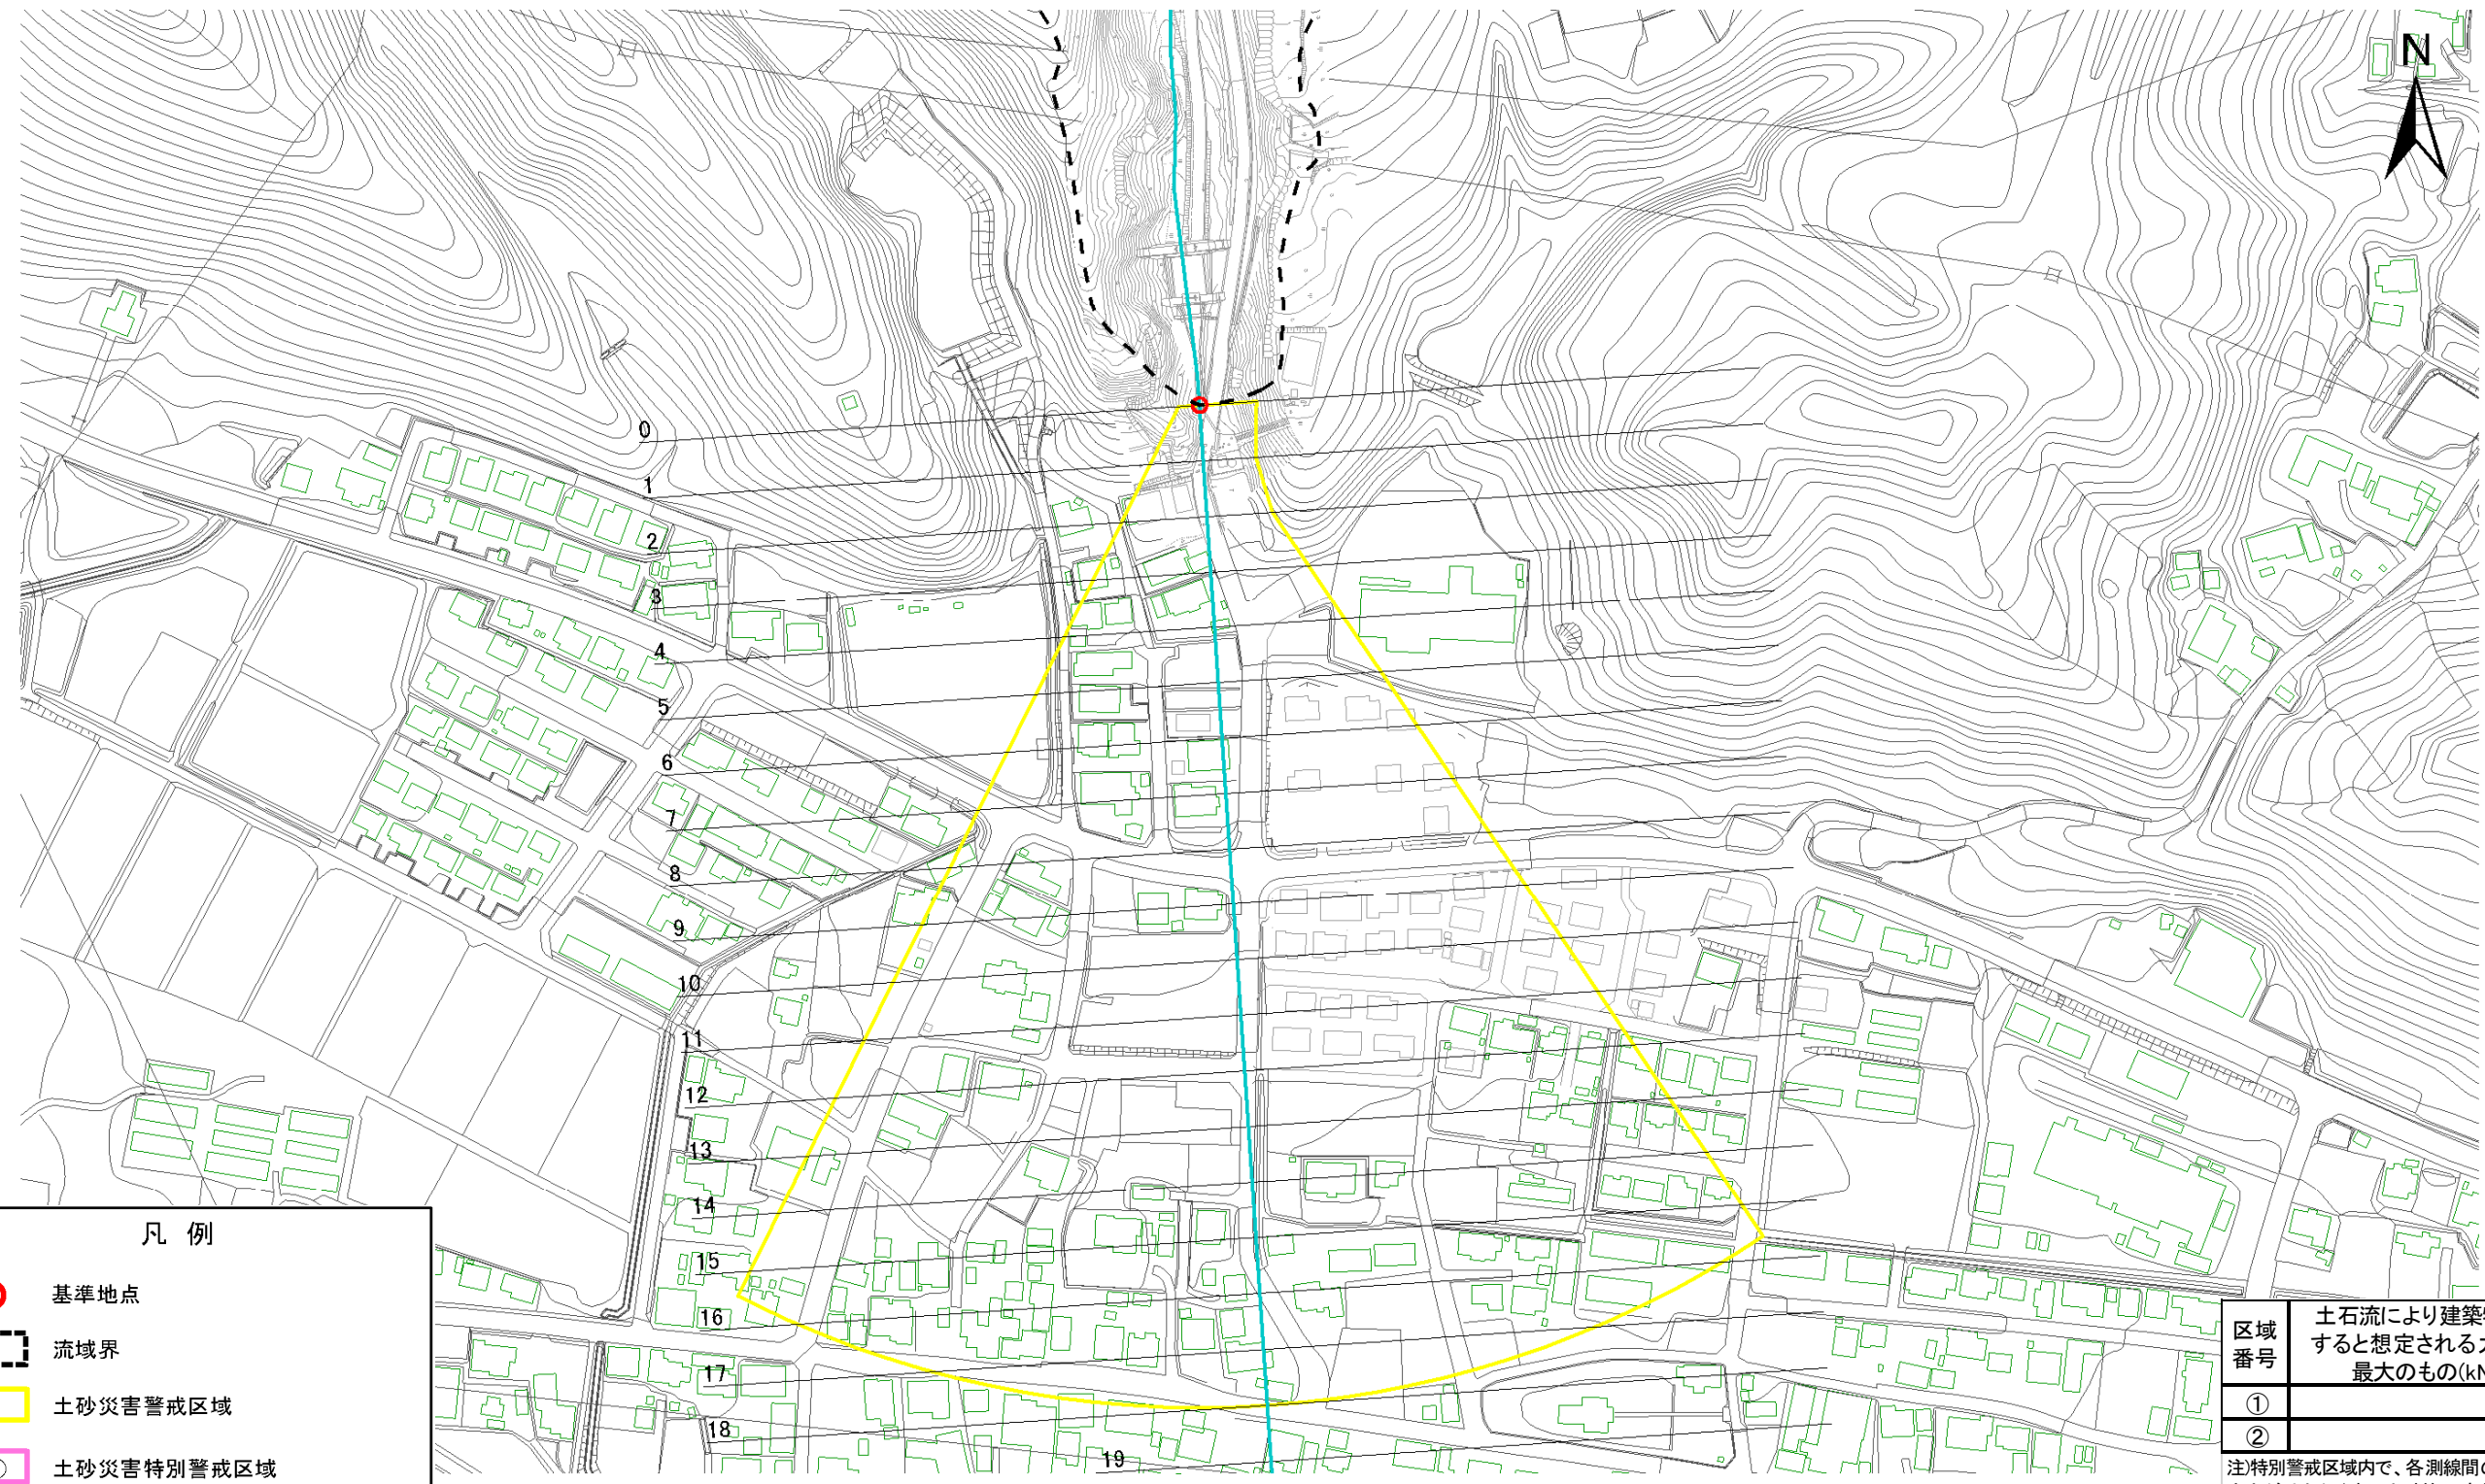 N
0
1
2
3
4
5
6
7
8
9
10
11
12
13
14
15
16
17
18
19
凡 例
基準地点
流域界
土砂災害警戒区域
土砂災害特別警戒区域
区域
番号
土石流により建築
すると想定される
最大のもの(kN
①
②
注)特別警戒区域内で、各測線間